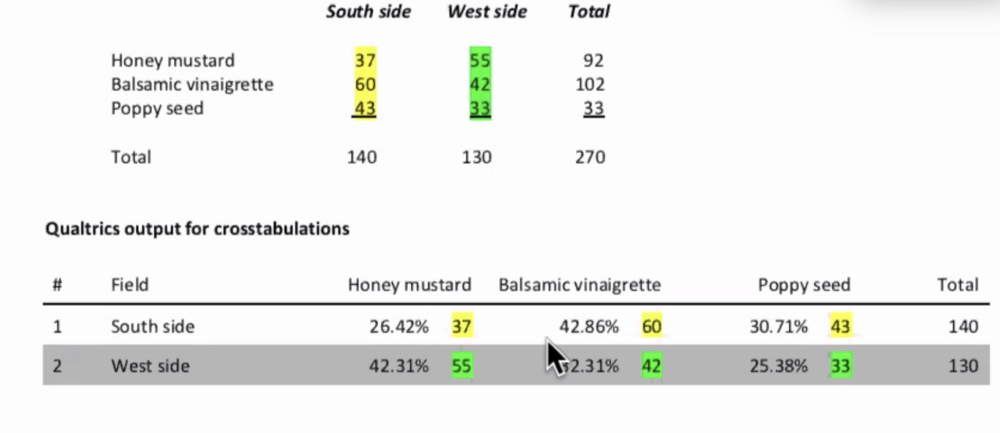 South side West side Total
Honey mustard 37 55 92
Balsamic vinaigrette 60 42 102
Poppy seed 43 33 33
Total 140 130 270
Qualtrics output for crosstabulations
# Field Honey mustard Balsamic vinaigrette Poppy seed Total
1 South side 26.42% 37 42.86% 60 30.71% 43 140
2 West side 42.31% 55 32.31% 42 25.38% 33 130